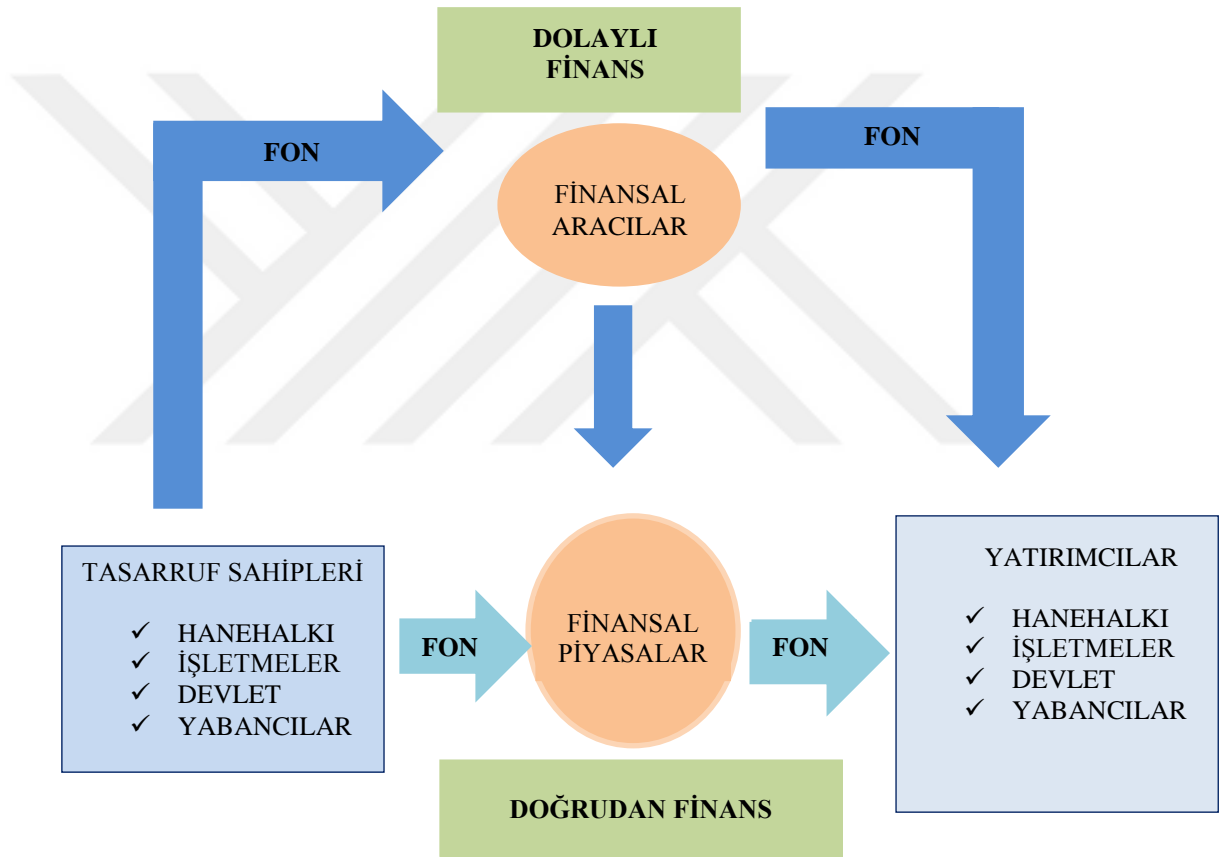 DOLAYLI
FİNANS
FON
FON
FİNANSAL
ARACILAR
TASARRUF SAHİPLERİ
✓ HANEHALKI
✓ İŞLETMELER
✓ DEVLET
✓ YABANCILAR
FON
FİNANSAL
PİYASALAR
FON
YATIRIMCILAR
✓ HANEHALKI
✓ İŞLETMELER
✓ DEVLET
✓ YABANCILAR
DOĞRUDAN FİNANS